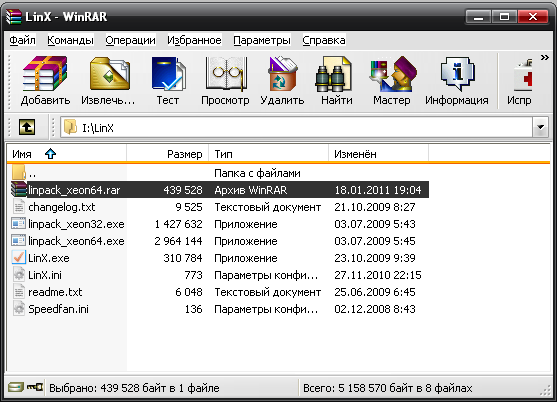 LinX - WinRAR
Файл Команды Операции Избранное Параметры Справка
Добавить Извлечь... Тест Просмотр Удалить Найти Мастер Информация Испр
I:\LinX
Имя Размер Тип Изменён
.. Папка с файлами
linpack_xeon64.rar 439 528 Архив WinRAR 18.01.2011 19:04
changelog.txt 9 525 Текстовый документ 21.10.2009 8:27
linpack_xeon32.exe 1 427 632 Приложение 03.07.2009 5:43
linpack_xeon64.exe 2 964 144 Приложение 03.07.2009 5:45
LinX.exe 310 784 Приложение 23.10.2009 9:39
LinX.ini 773 Параметры конфи... 27.11.2010 22:15
readme.txt 6 048 Текстовый документ 25.06.2009 6:45
Speedfan.ini 136 Параметры конфи... 02.12.2008 8:43
Выбрано: 439 528 байт в 1 файле Всего: 5 158 570 байт в 8 файлах